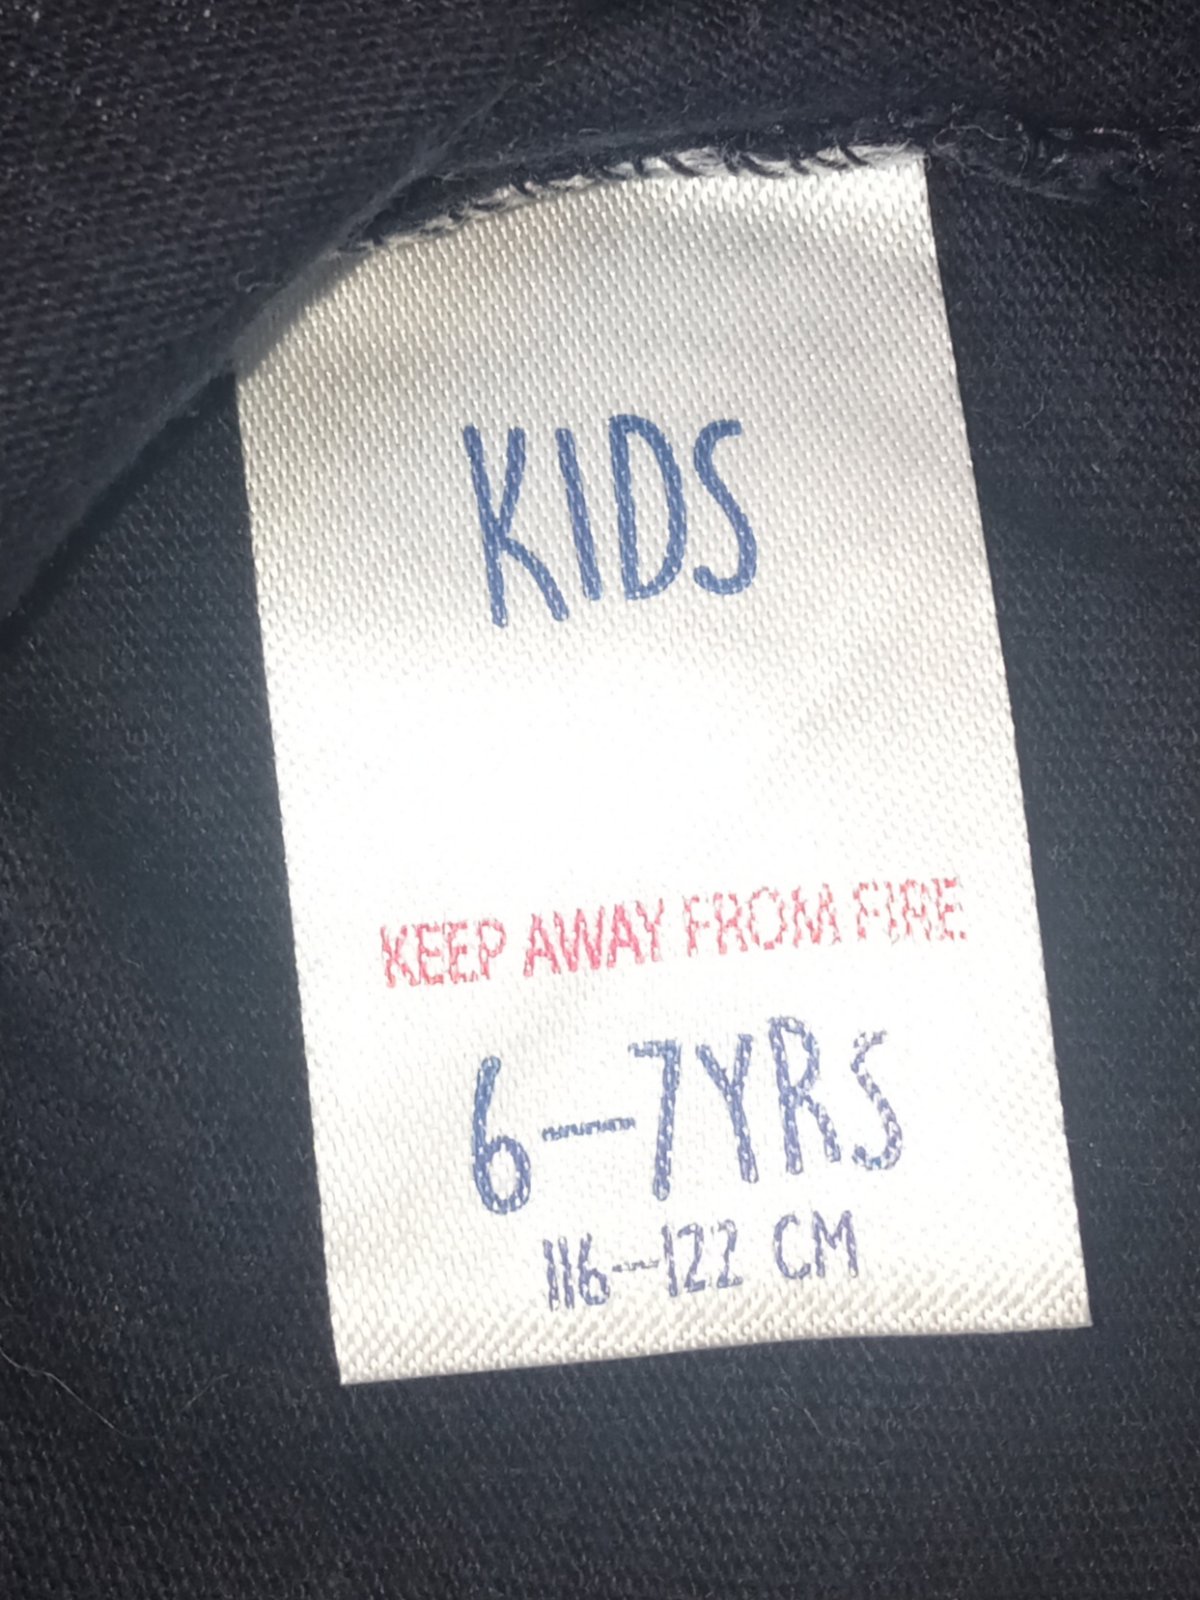 KIDS
KEEP AWAY FROM FIRE
6-7YRS
116-122 CM